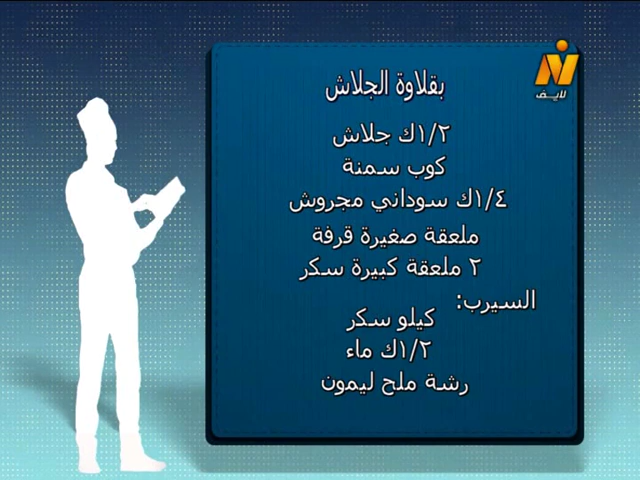 لايف
بقلاوة الجلاش
١/٢ك جلاش
كوب سمنة
١/٤ك سوداني مجروش
ملعقة صغيرة قرفة
٢ ملعقة كبيرة سكر
السيرب:
كيلو سكر
١/٢ك ماء
رشة ملح ليمون